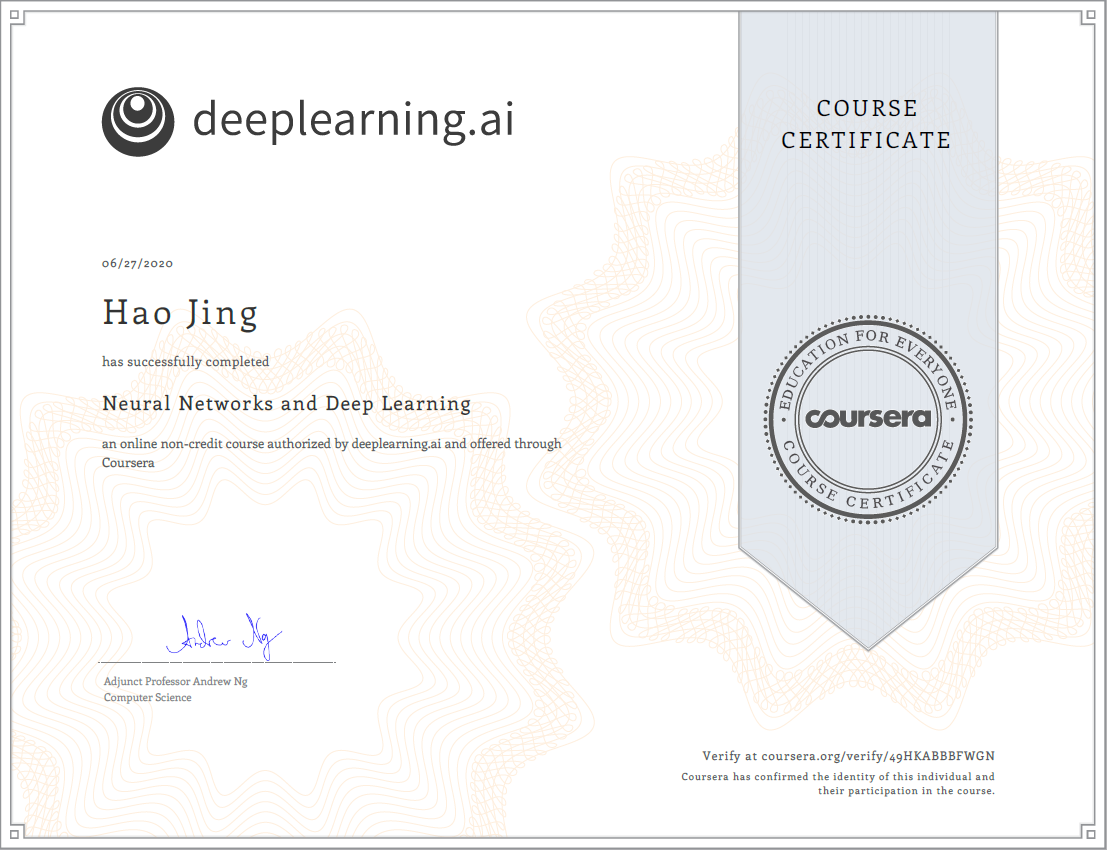 deeplearning.ai
COURSE
CERTIFICATE
06/27/2020
Hao Jing
has successfully completed
Neural Networks and Deep Learning
an online non-credit course authorized by deeplearning.ai and offered through
Coursera
EDUCATION FOR EVERYONE
coursera
COURSE CERTIFICATE
Andrew Ng
Adjunct Professor Andrew Ng
Computer Science
Verify at coursera.org/verify/49HKABBBFWGN
Coursera has confirmed the identity of this individual and
their participation in the course.